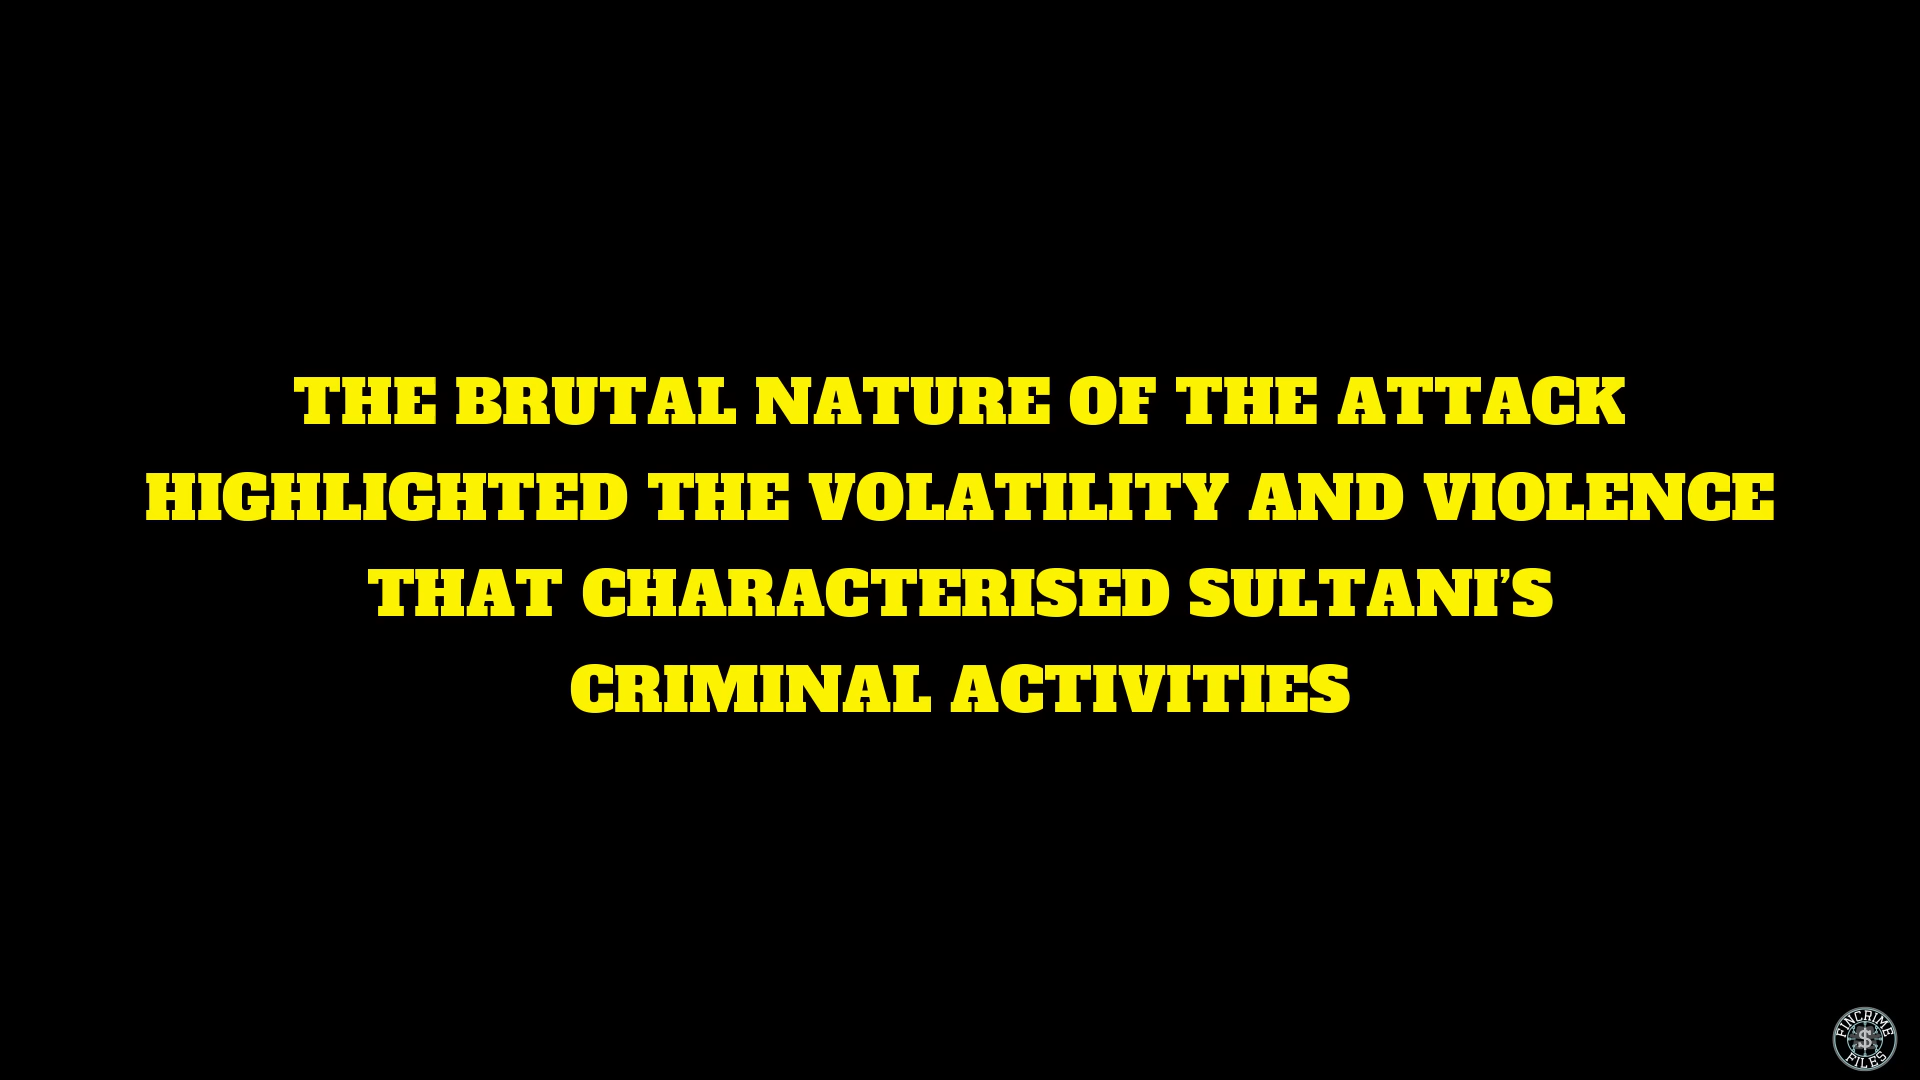 THE BRUTAL NATURE OF THE ATTACK
HIGHLIGHTED THE VOLATILITY AND VIOLENCE
THAT CHARACTERISED SULTANI’S
CRIMINAL ACTIVITIES
FINCRIME
$
FILES